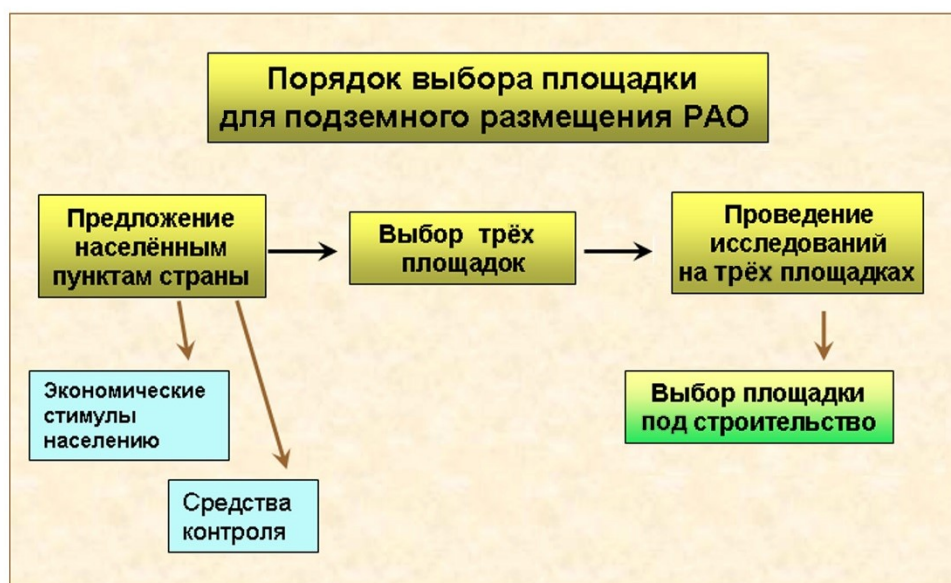 Порядок выбора площадки
для подземного размещения РАО
Предложение
населённым
пунктам страны
Выбор трёх
площадок
Проведение
исследований
на трёх площадках
Экономические
стимулы
населению
Выбор площадки
под строительство
Средства
контроля